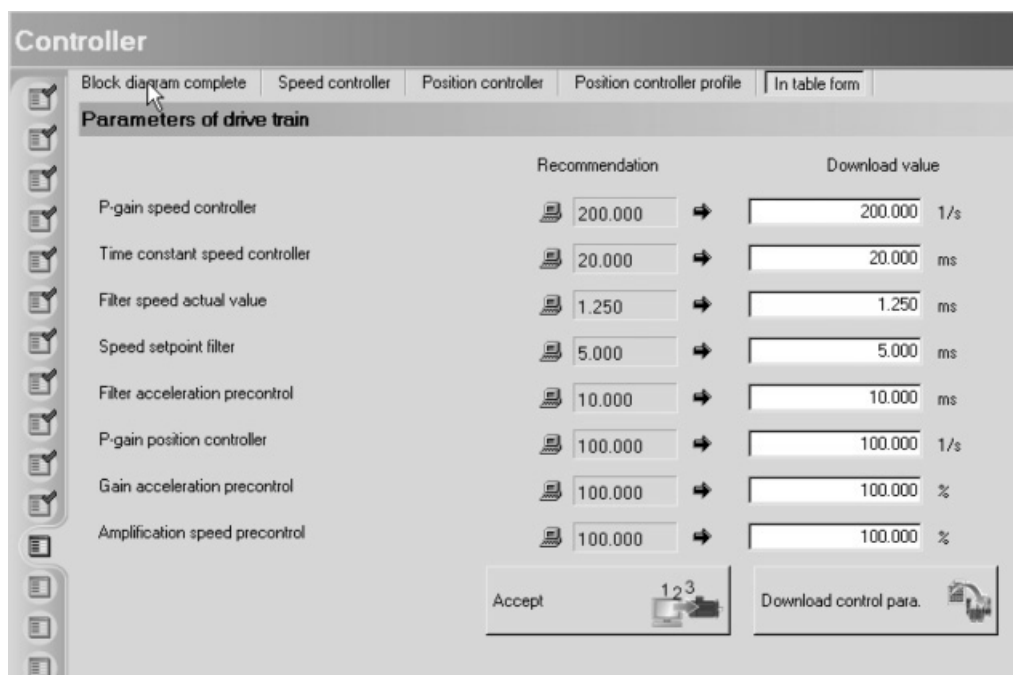 Controller
Block diagram complete Speed controller Position controller Position controller profile In table form
Parameters of drive train
Recommendation Download value
P-gain speed controller 200.000 200.000 1/s
Time constant speed controller 20.000 20.000 ms
Filter speed actual value 1.250 1.250 ms
Speed setpoint filter 5.000 5.000 ms
Filter acceleration precontrol 10.000 10.000 ms
P-gain position controller 100.000 100.000 1/s
Gain acceleration precontrol 100.000 100.000 %
Amplification speed precontrol 100.000 100.000 %
Accept 123 Download control para.